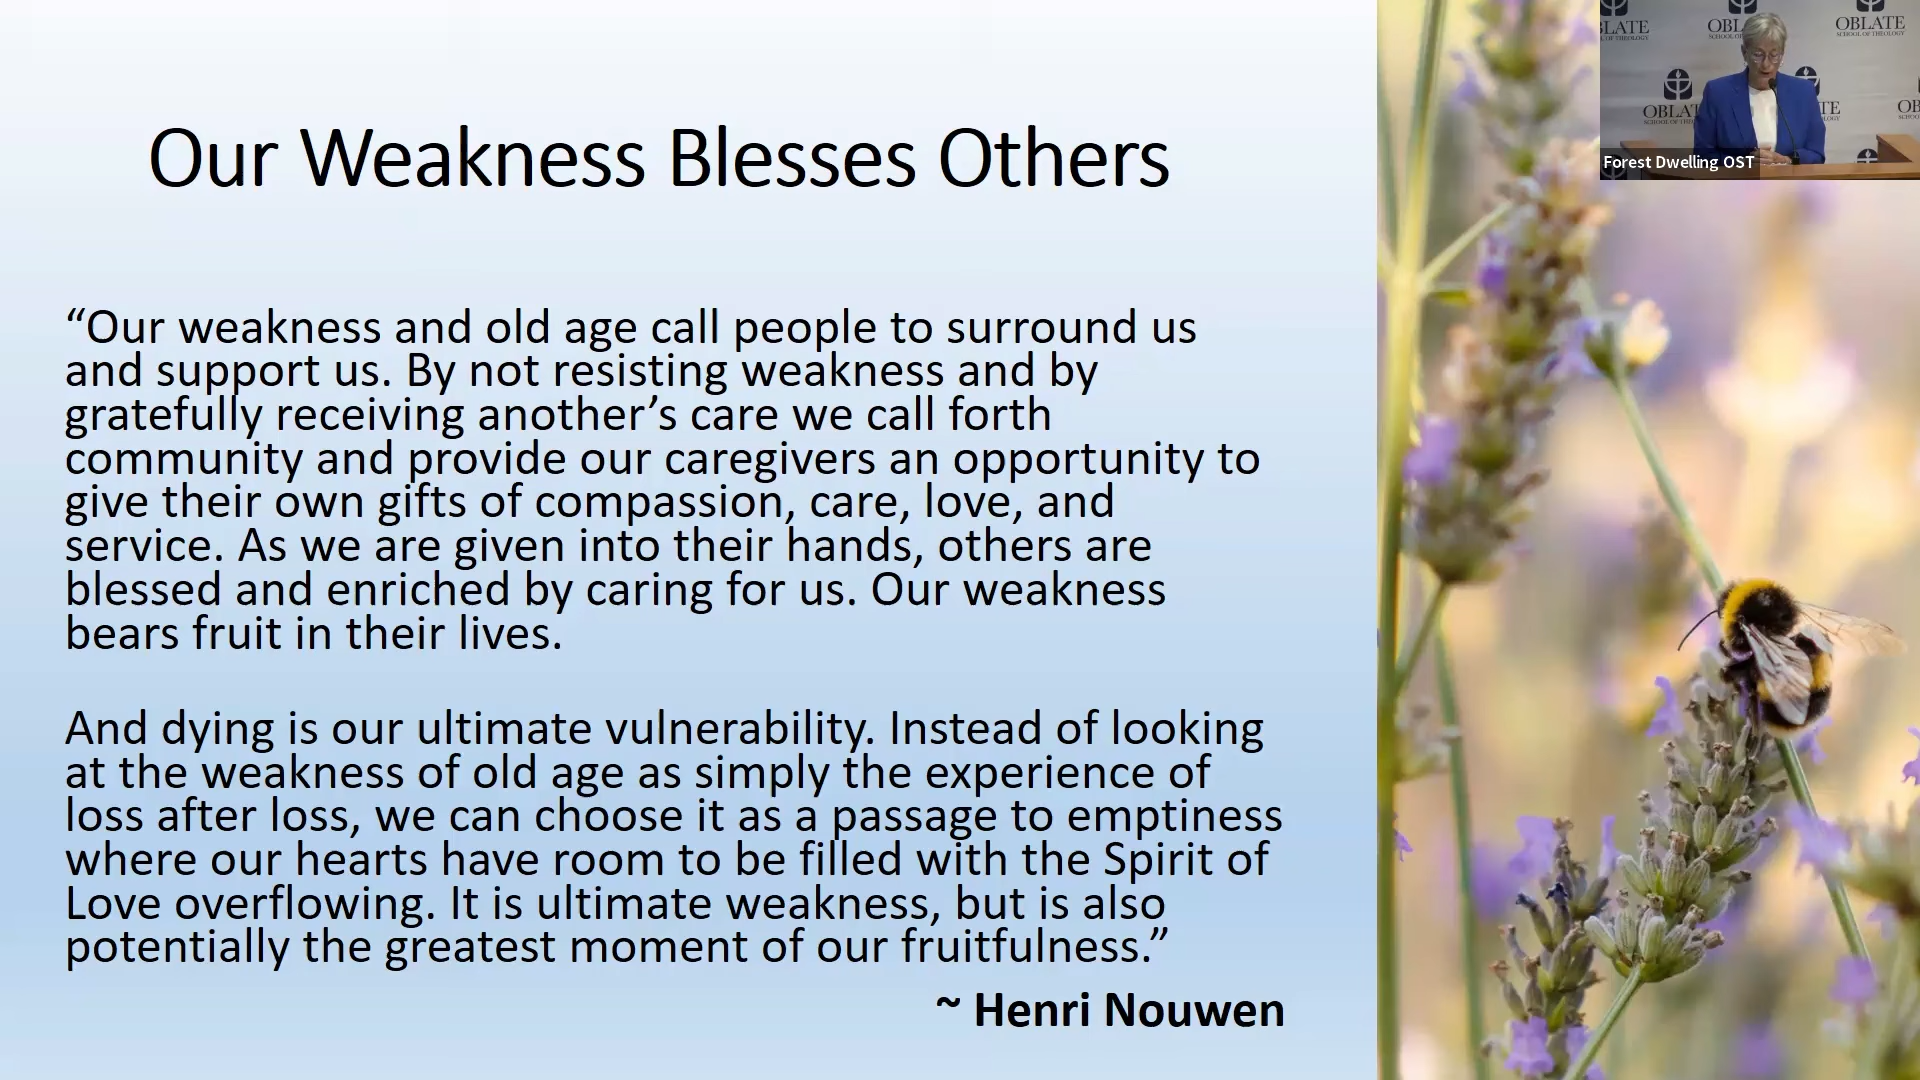 Our Weakness Blesses Others
“Our weakness and old age call people to surround us
and support us. By not resisting weakness and by
gratefully receiving another’s care we call forth
community and provide our caregivers an opportunity to
give their own gifts of compassion, care, love, and
service. As we are given into their hands, others are
blessed and enriched by caring for us. Our weakness
bears fruit in their lives.
And dying is our ultimate vulnerability. Instead of looking
at the weakness of old age as simply the experience of
loss after loss, we can choose it as a passage to emptiness
where our hearts have room to be filled with the Spirit of
Love overflowing. It is ultimate weakness, but is also
potentially the greatest moment of our fruitfulness.”
~ Henri Nouwen
OBLATE
SCHOOL OF THEOLOGY
Forest Dwelling OST